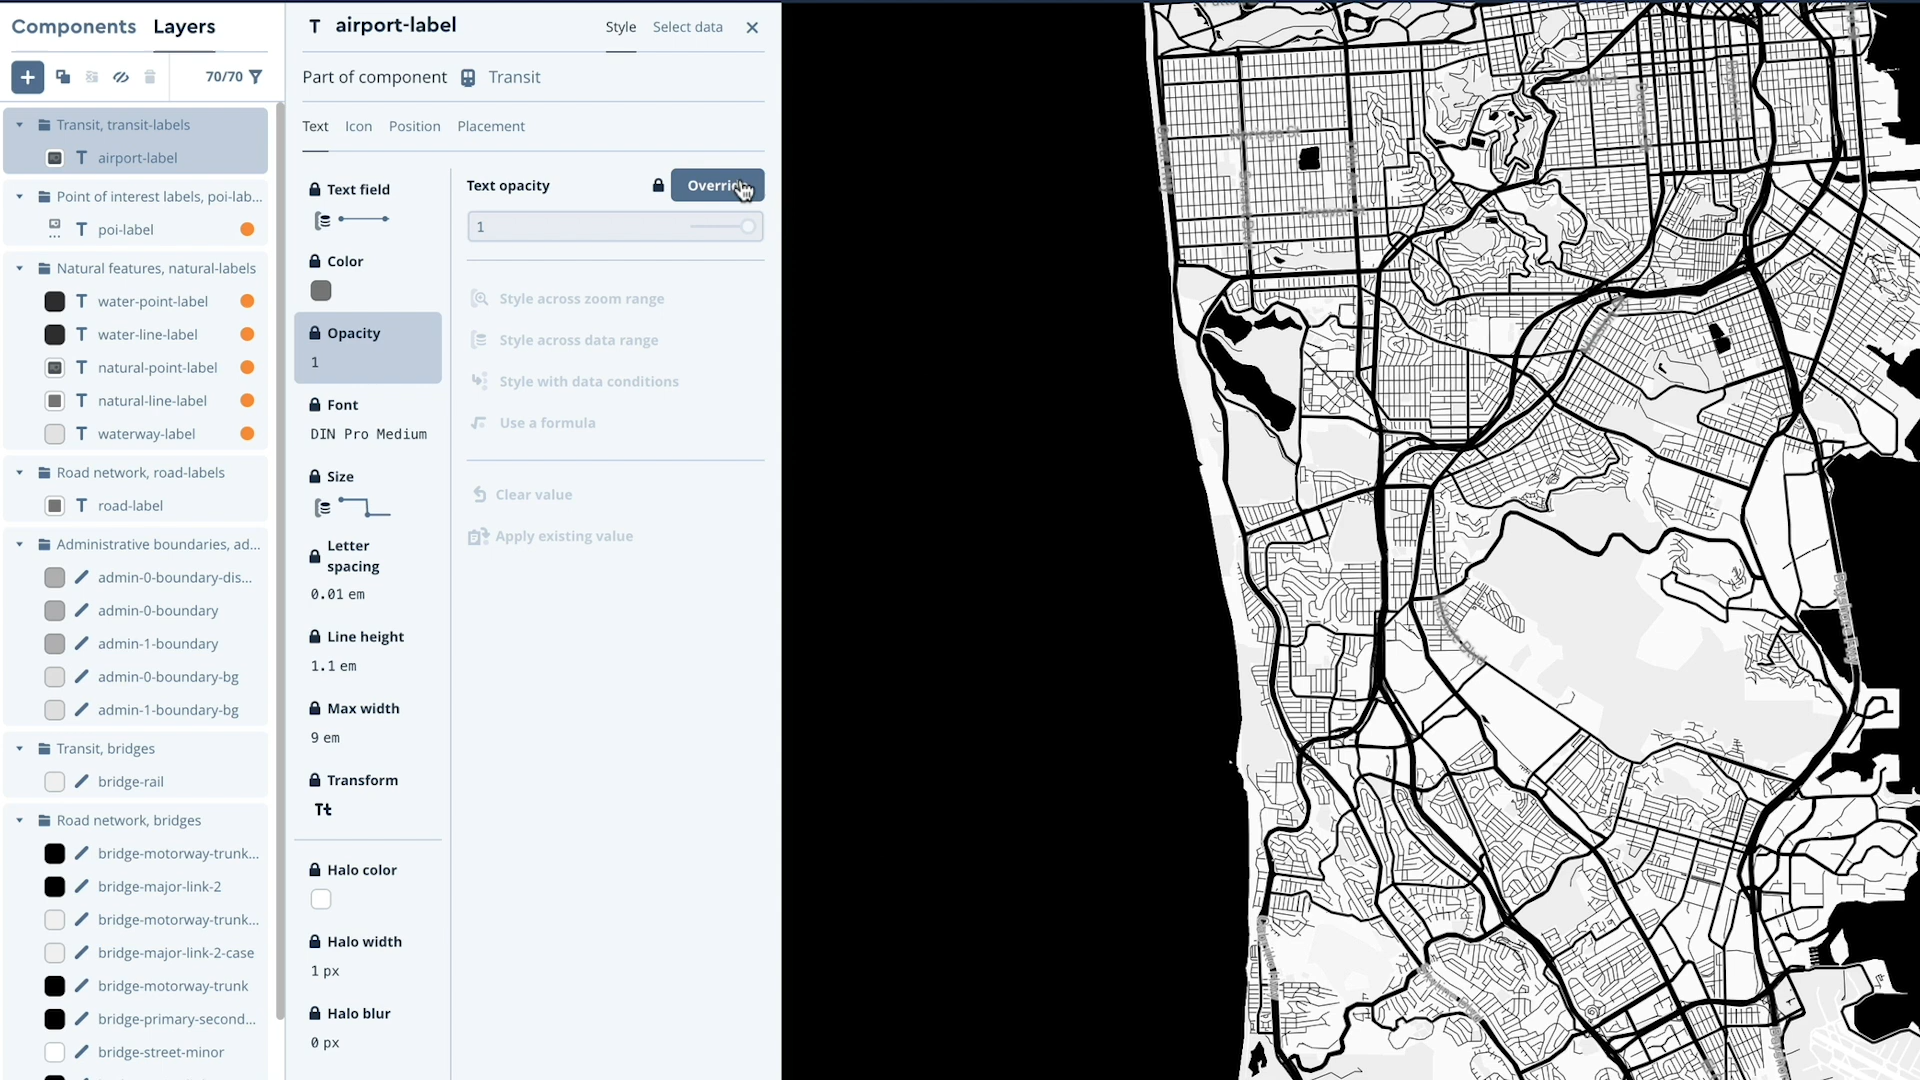 Components Layers
70/70
Transit, transit-labels
airport-label
Point of interest labels, poi-lab...
poi-label
Natural features, natural-labels
water-point-label
water-line-label
natural-point-label
natural-line-label
waterway-label
Road network, road-labels
road-label
Administrative boundaries, ad...
admin-0-boundary-dis...
admin-0-boundary
admin-1-boundary
admin-0-boundary-bg
admin-1-boundary-bg
Transit, bridges
bridge-rail
Road network, bridges
bridge-motorway-trunk...
bridge-major-link-2
bridge-motorway-trunk...
bridge-major-link-2-case
bridge-motorway-trunk
bridge-primary-second...
bridge-street-minor
airport-label
Style Select data
Part of component Transit
Text Icon Position Placement
Text field
Color
Opacity
1
Font
DIN Pro Medium
Size
Letter spacing
0.01 em
Line height
1.1 em
Max width
9 em
Transform
Tt
Halo color
Halo width
1 px
Halo blur
0 px
Text opacity
1
Style across zoom range
Style across data range
Style with data conditions
Use a formula
Clear value
Apply existing value
Noriega St
Taraval St